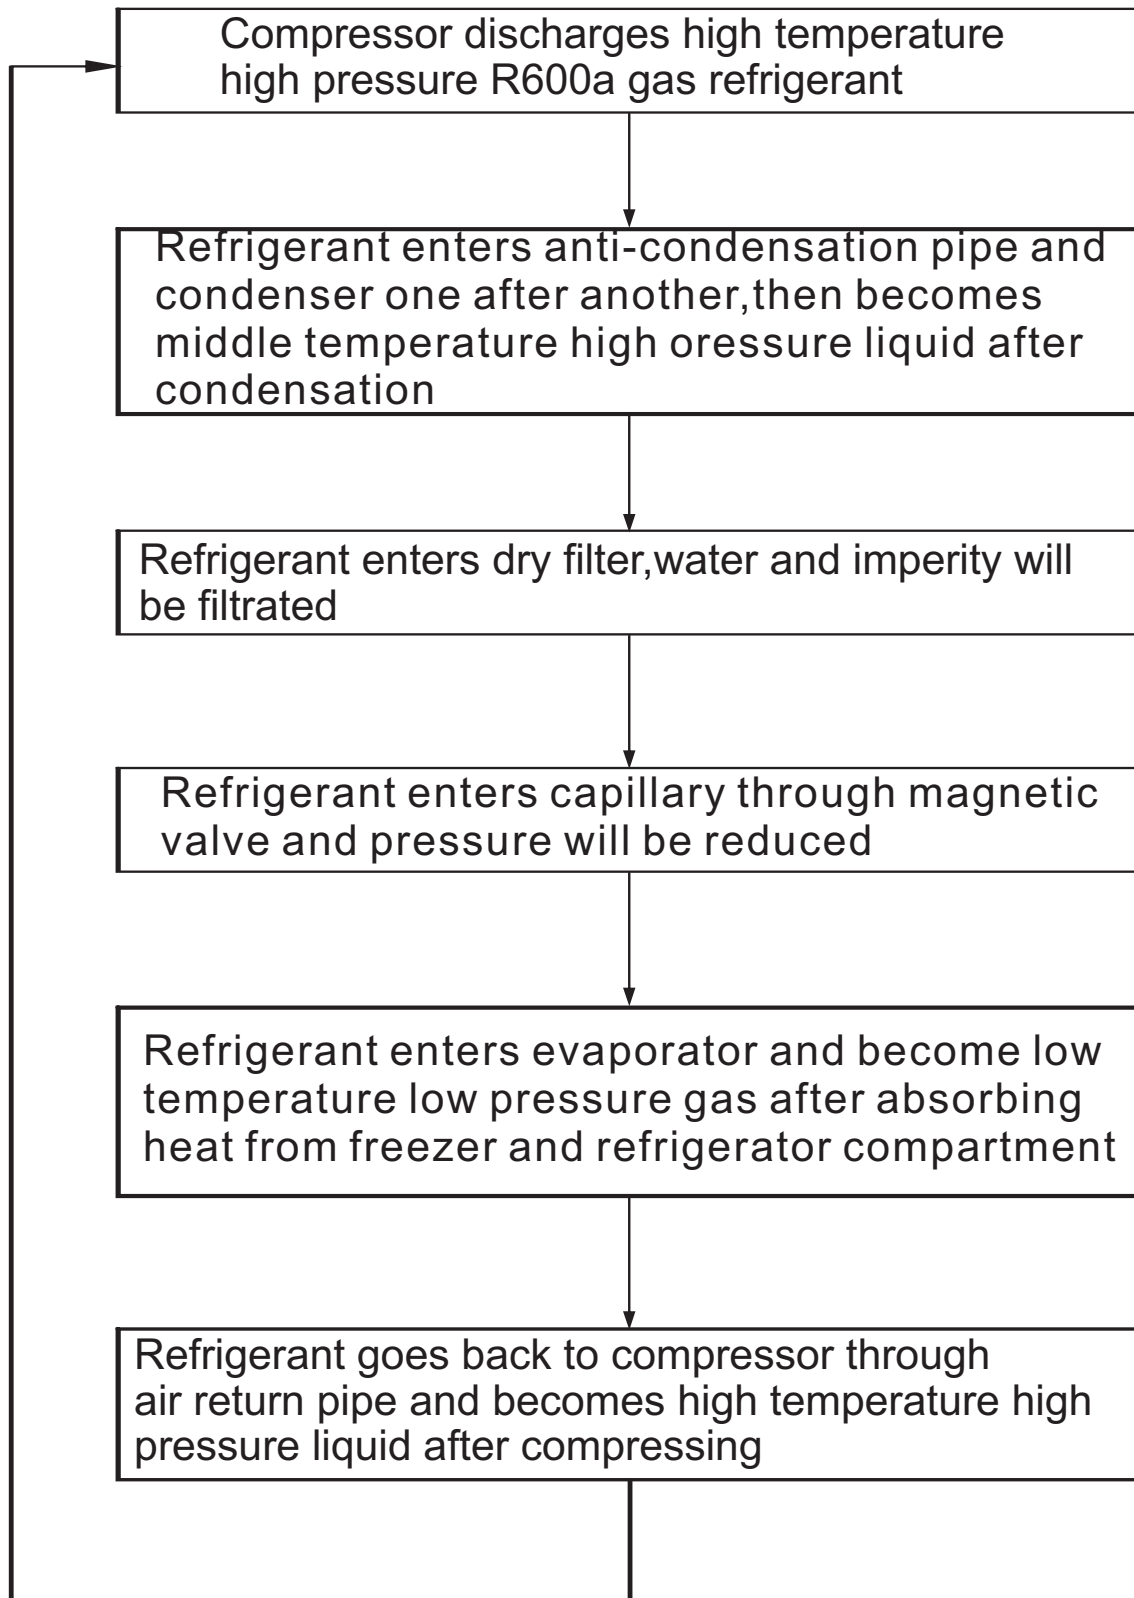 Compressor discharges high temperature
high pressure R600a gas refrigerant
Refrigerant enters anti-condensation pipe and
condenser one after another,then becomes
middle temperature high oressure liquid after
condensation
Refrigerant enters dry filter,water and imperity will
be filtrated
Refrigerant enters capillary through magnetic
valve and pressure will be reduced
Refrigerant enters evaporator and become low
temperature low pressure gas after absorbing
heat from freezer and refrigerator compartment
Refrigerant goes back to compressor through
air return pipe and becomes high temperature high
pressure liquid after compressing